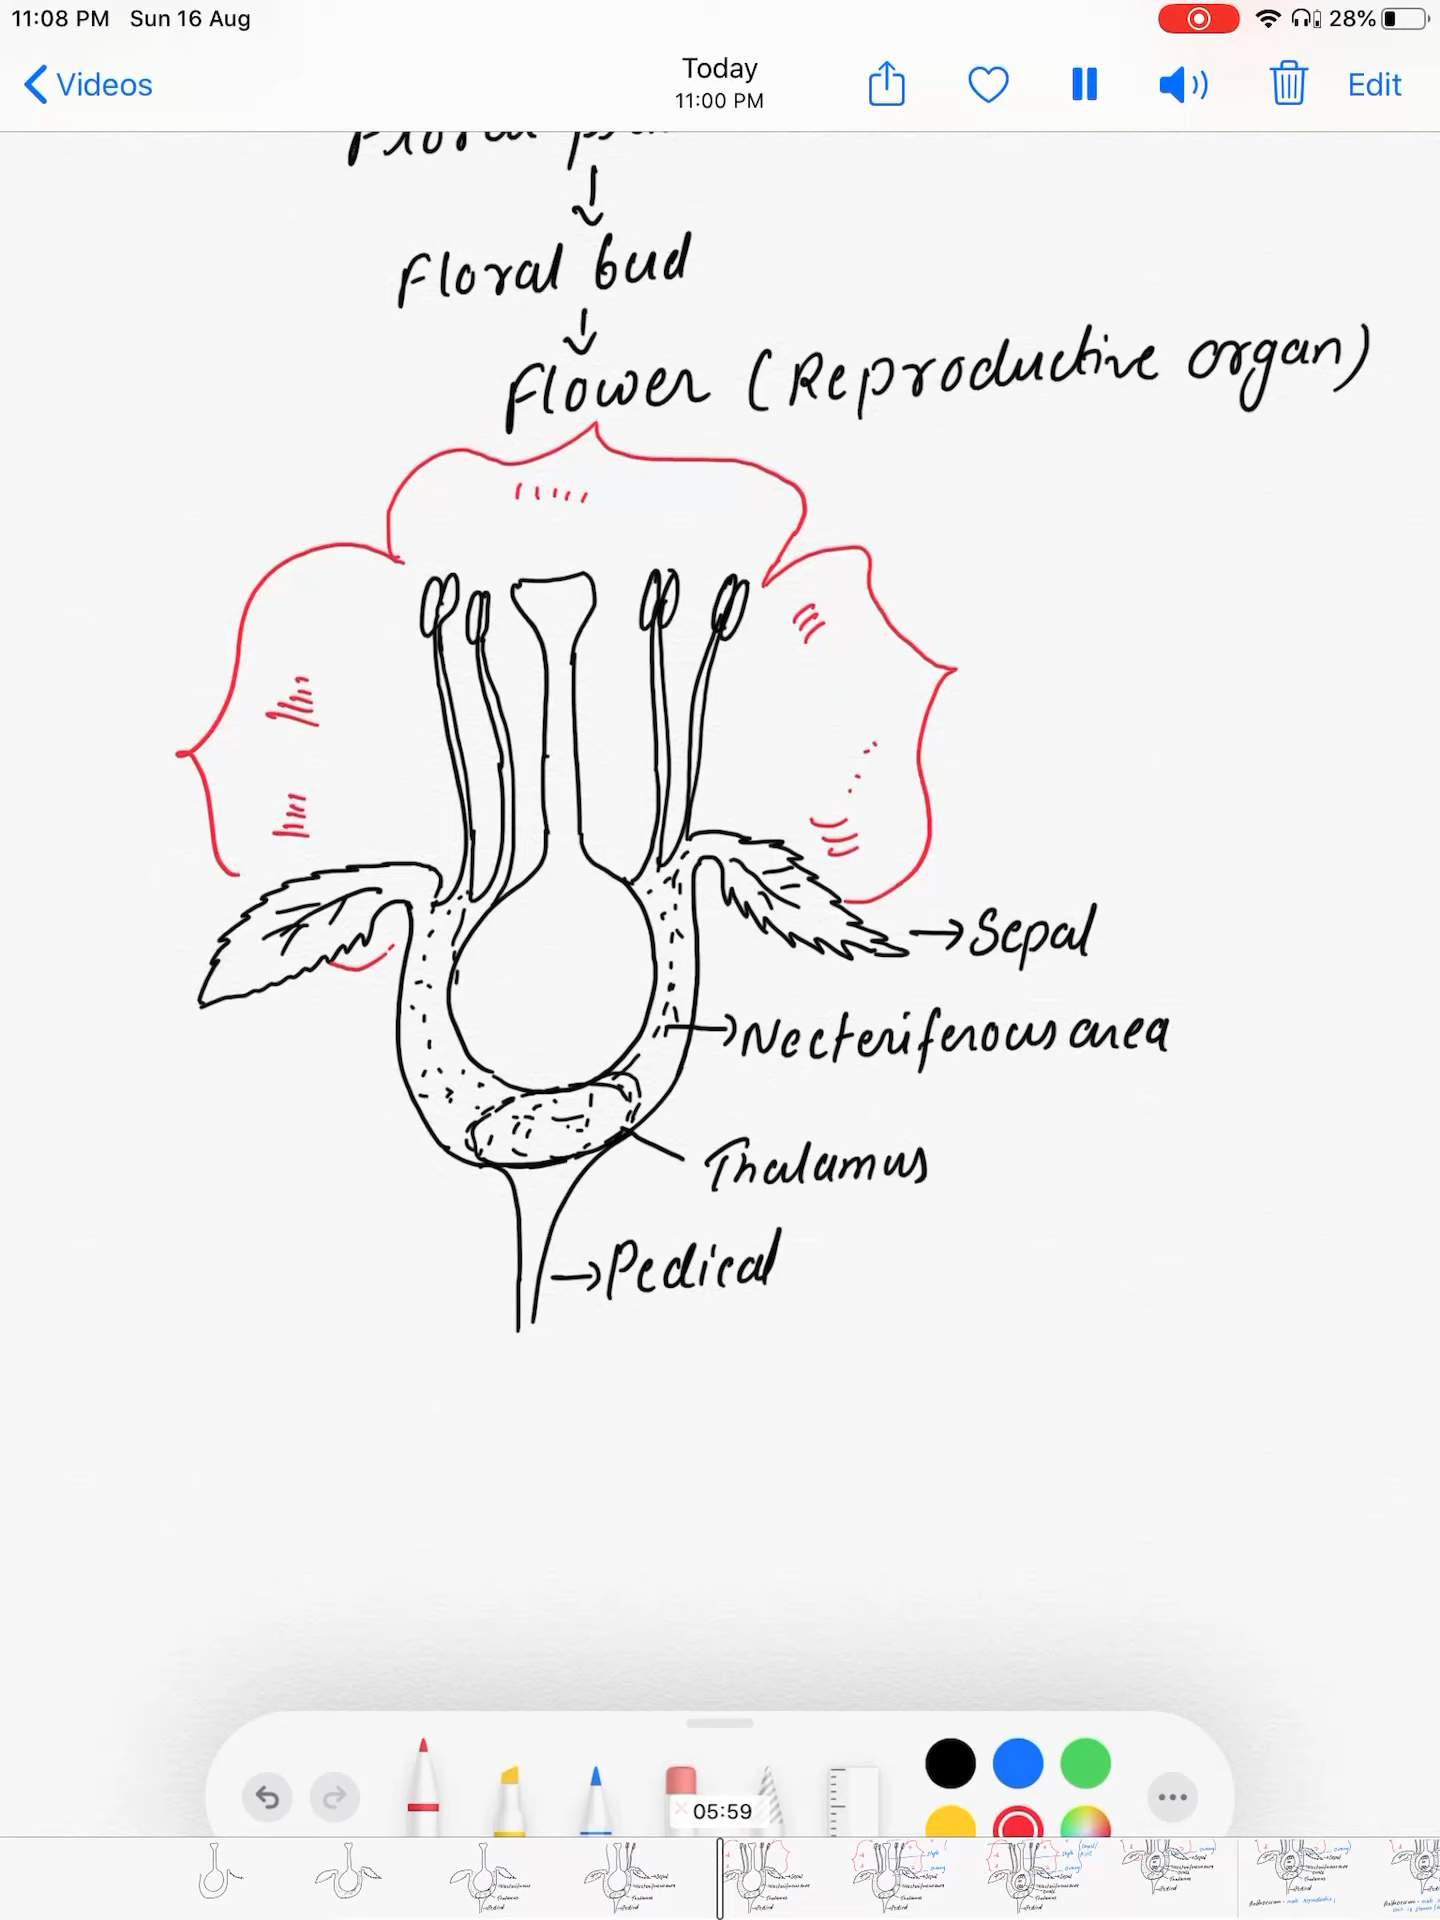 11:08 PM Sun 16 Aug
28%
Videos
Today
11:00 PM
Edit
Floral
Floral bud
Flower (Reproductive organ)
Sepal
Necteriferous area
Thalamus
Pedical
05:59